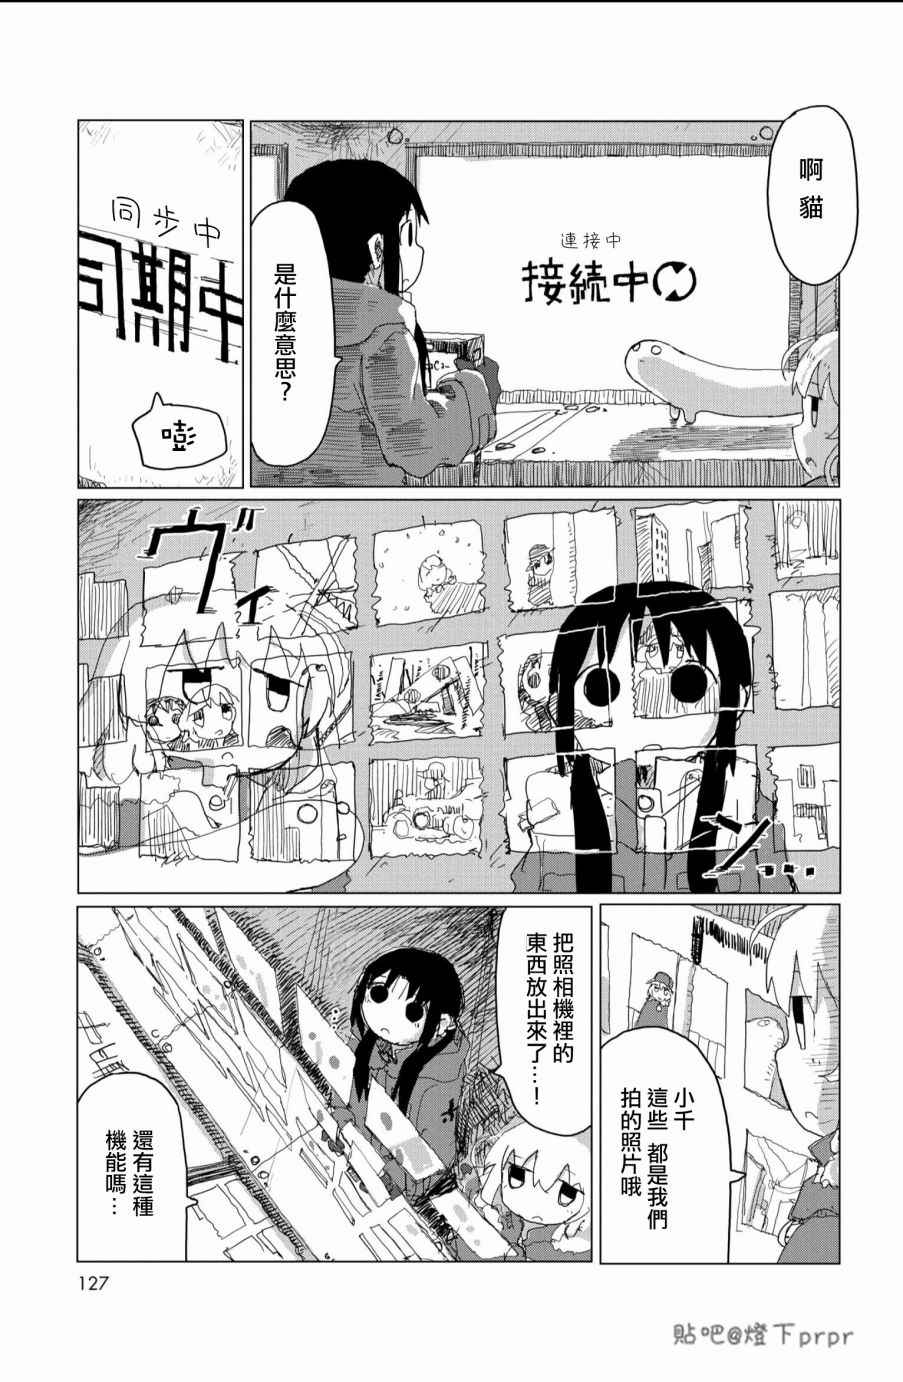 啊
貓
連接中
接続中
是什麼意思?
同步中
同期中
嘭
ヴィ
ン…
小千
這些 都是我們
拍的照片哦
把照相機裡的
東西放出來了…!
還有這種
機能嗎…
127
貼吧@燈下prpr